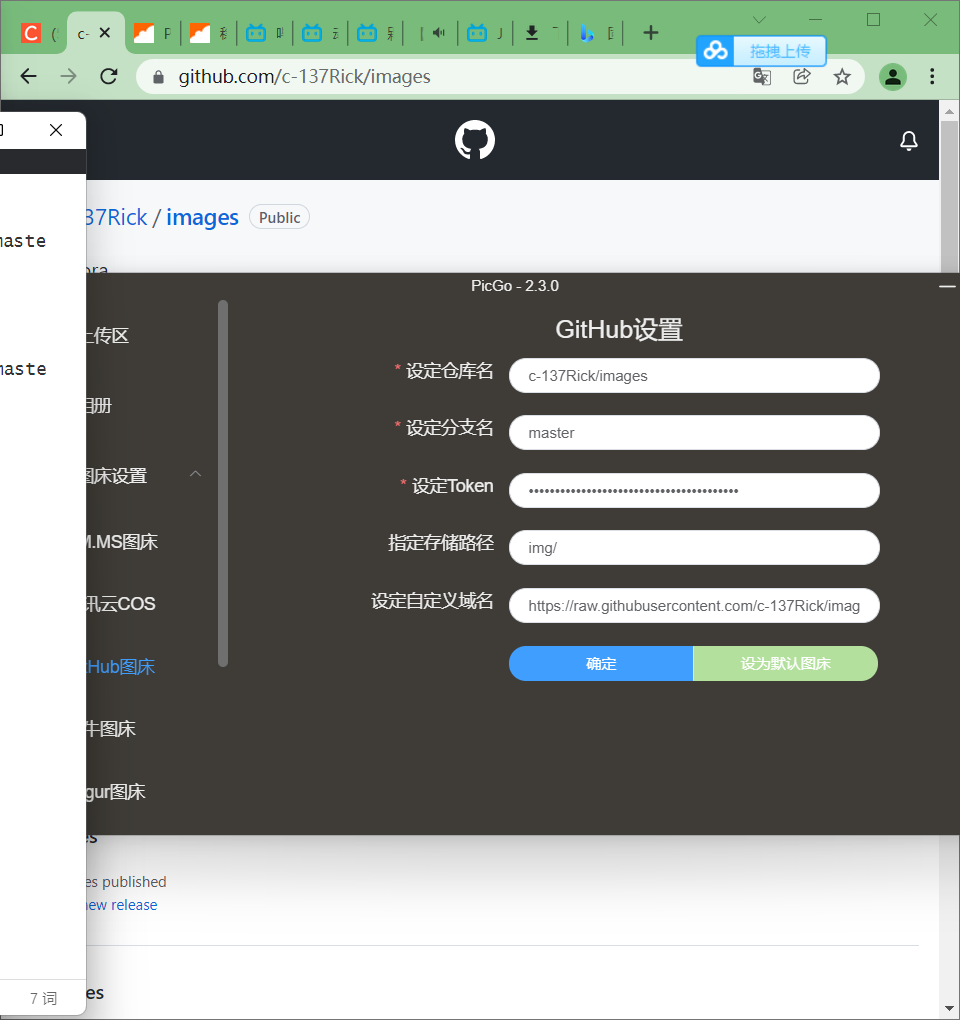 拖拽上传
github.com/c-137Rick/images
37Rick / images Public
naste
naste
7 词
PicGo - 2.3.0
上传区
相册
图床设置
M.MS图床
讯云COS
Hub图床
牛图床
gur图床
GitHub设置
* 设定仓库名 c-137Rick/images
* 设定分支名 master
* 设定Token ••••••••••••••••••••••••••••••••••••••••
指定存储路径 img/
设定自定义域名 https://raw.githubusercontent.com/c-137Rick/imag
确定 设为默认图床
es
es published
new release
es